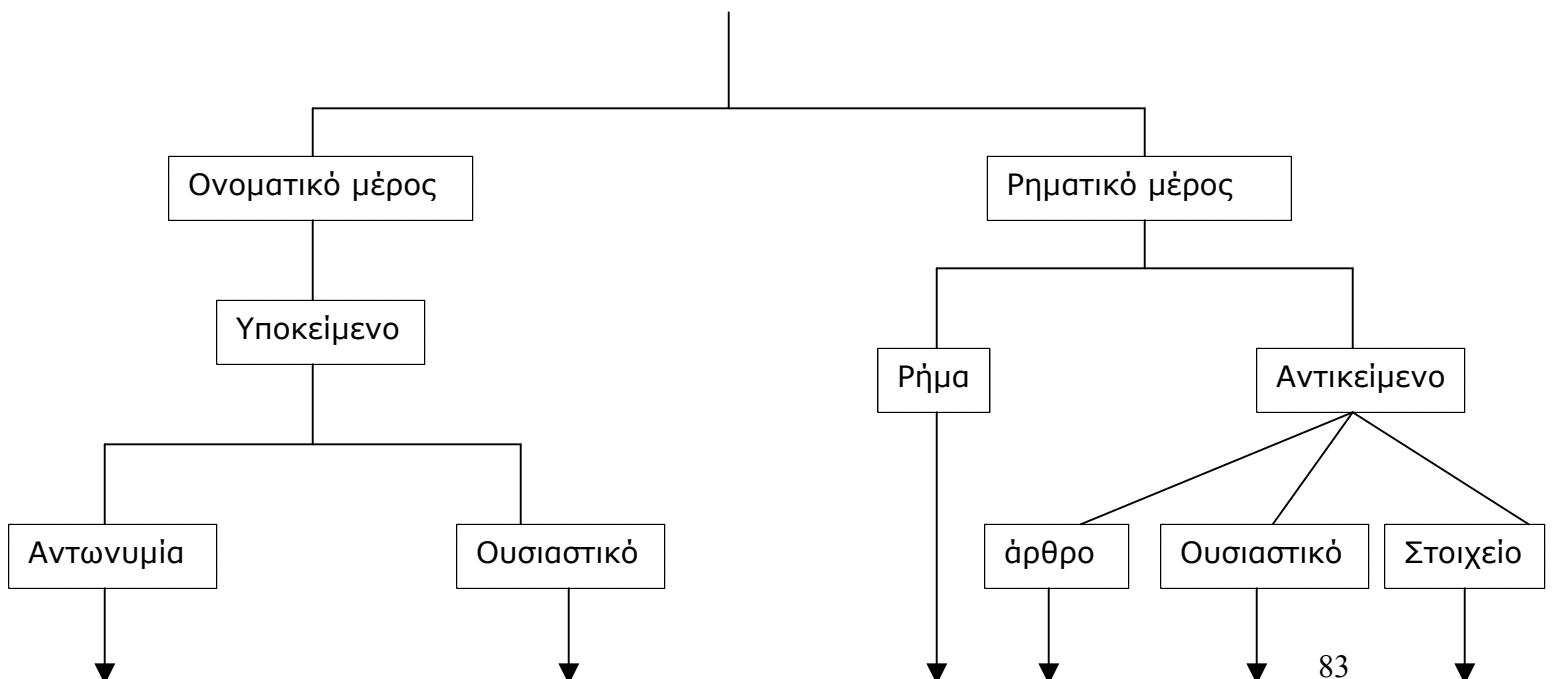 Ονοματικό μέρος
Ρηματικό μέρος
Υποκείμενο
Ρήμα
Αντικείμενο
Αντωνυμία
Ουσιαστικό
άρθρο
Ουσιαστικό
Στοιχείο
83